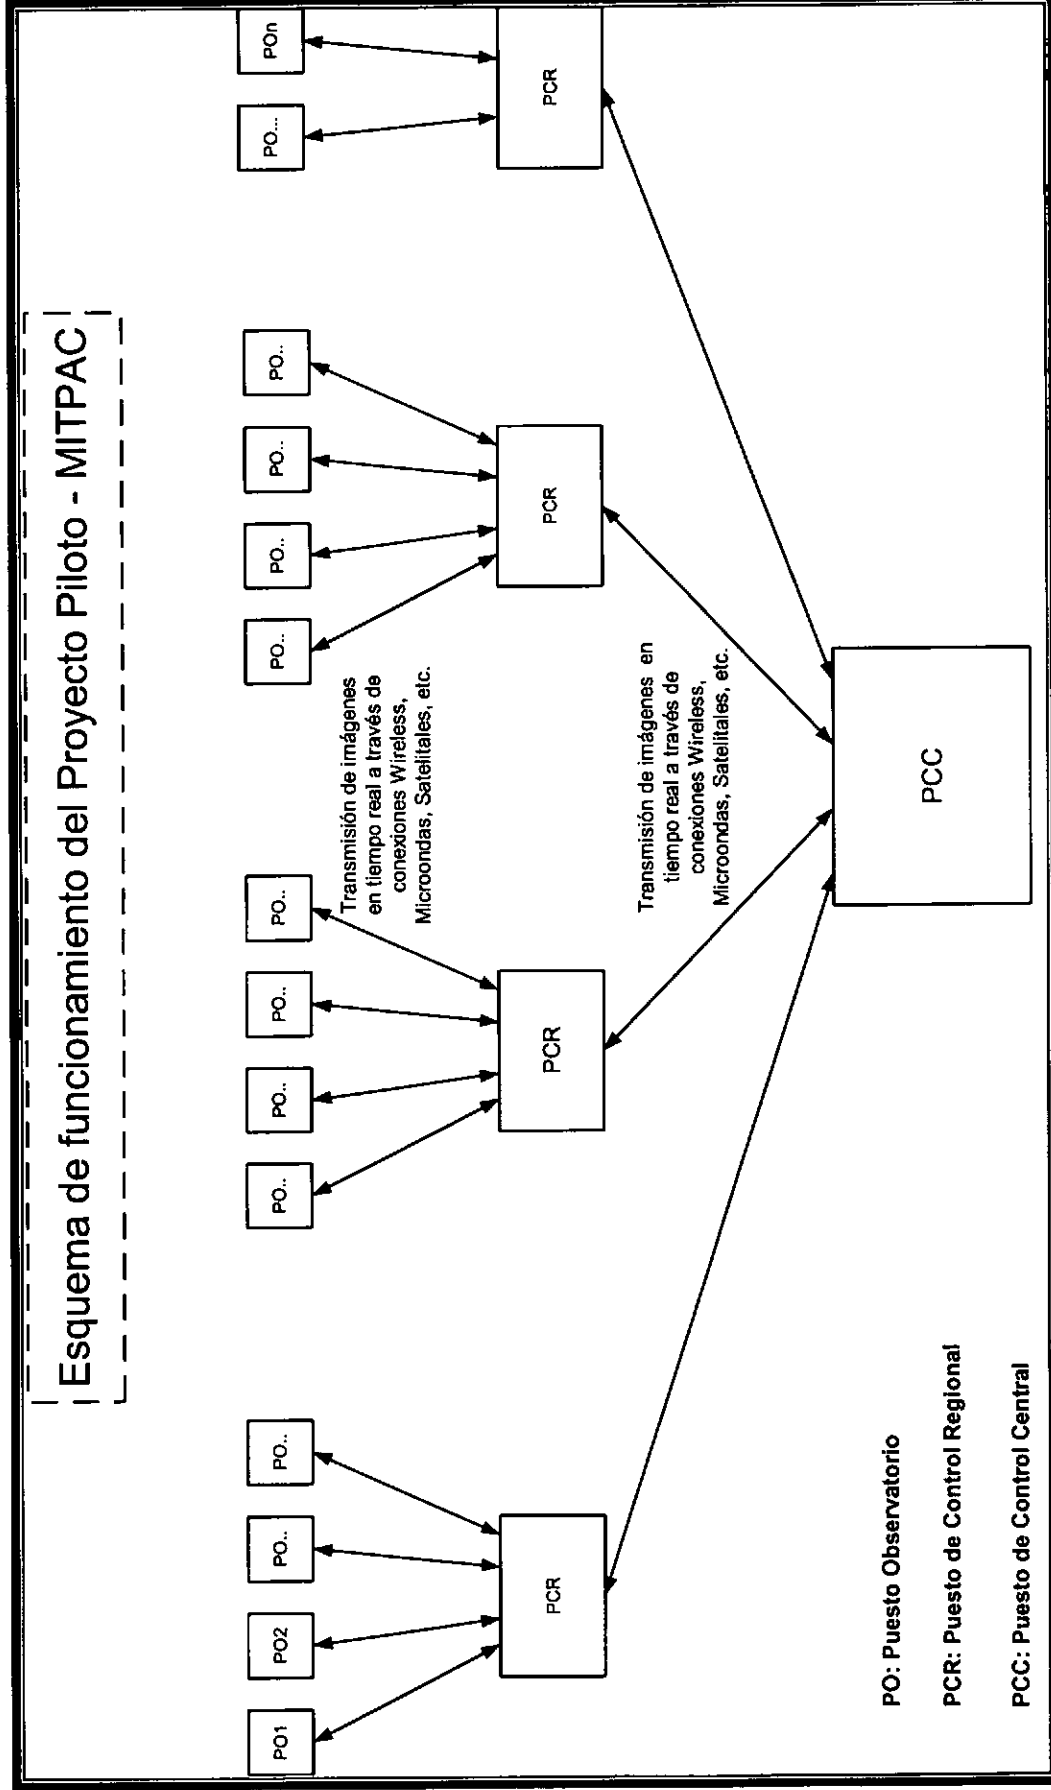 Esquema de funcionamiento del Proyecto Piloto - MITPAC
PO1
PO2
PO..
PO..
PO..
PO..
PO..
PO..
PO..
PO..
PO..
PO..
PO...
POn
Transmisión de imágenes
en tiempo real a través de
conexiones Wireless,
Microondas, Satelitales, etc.
PCR
PCR
PCR
PCR
Transmisión de imágenes en
tiempo real a través de
conexiones Wireless,
Microondas, Satelitales, etc.
PCC
PO: Puesto Observatorio
PCR: Puesto de Control Regional
PCC: Puesto de Control Central